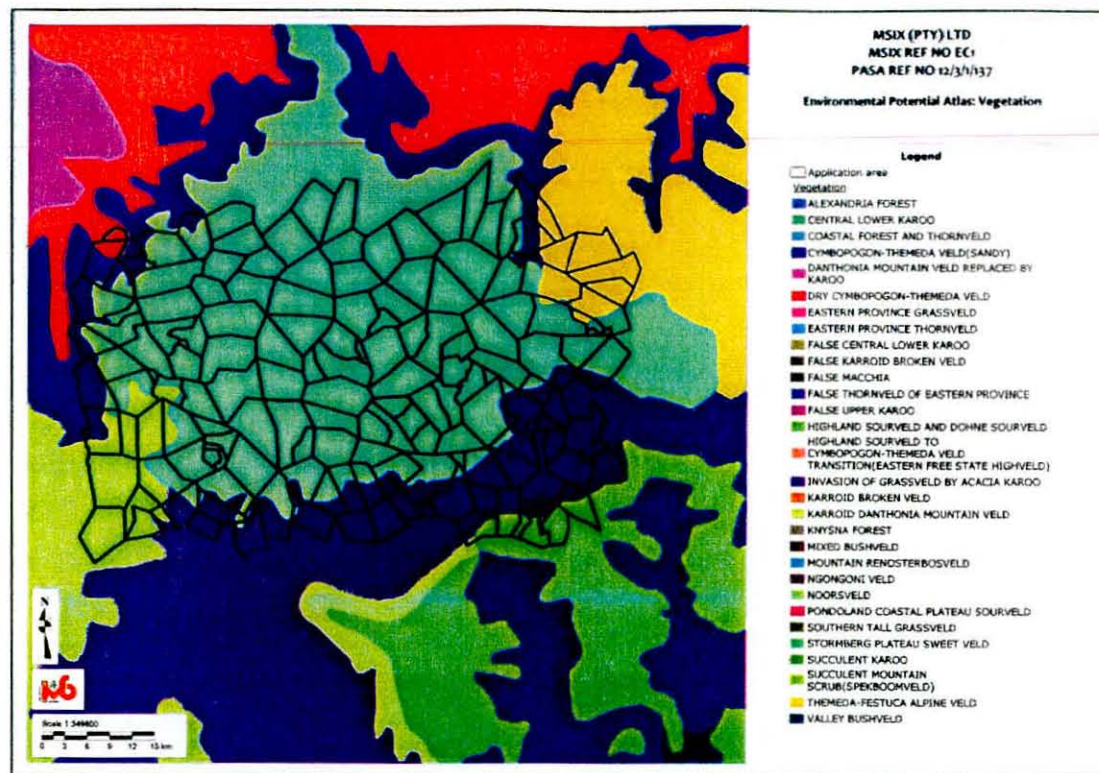 MSIX (PTY) LTD
MSIX REF NO EC1
PASA REF NO 12/3/1/137
Environmental Potential Atlas: Vegetation
Legend
Application area
Vegetation
ALEXANDRIA FOREST
CENTRAL LOWER KAROO
COASTAL FOREST AND THORNVELD
CYMBOPOGON-THEMEDA VELD(SANDY)
DANTHONIA MOUNTAIN VELD REPLACED BY
KAROO
DRY CYMBOPOGON-THEMEDA VELD
EASTERN PROVINCE GRASSVELD
EASTERN PROVINCE THORNVELD
FALSE CENTRAL LOWER KAROO
FALSE KARROID BROKEN VELD
FALSE MACCHIA
FALSE THORNVELD OF EASTERN PROVINCE
FALSE UPPER KAROO
HIGHLAND SOURVELD AND DOHNE SOURVELD
HIGHLAND SOURVELD TO
CYMBOPOGON-THEMEDA VELD
TRANSITION(EASTERN FREE STATE HIGHVELD)
INVASION OF GRASSVELD BY ACACIA KAROO
KARROID BROKEN VELD
KARROID DANTHONIA MOUNTAIN VELD
KNYSNA FOREST
MIXED BUSHVELD
MOUNTAIN RENOSTERBOSVELD
NGONGONI VELD
NOORSVELD
PONDOLAND COASTAL PLATEAU SOURVELD
SOUTHERN TALL GRASSVELD
STORMBERG PLATEAU SWEET VELD
SUCCULENT KAROO
SUCCULENT MOUNTAIN
SCRUB(SPEKBOOMVELD)
THEMEDA-FESTUCA ALPINE VELD
VALLEY BUSHVELD
N
Scale 1:349600
0 3 6 9 12 15 km